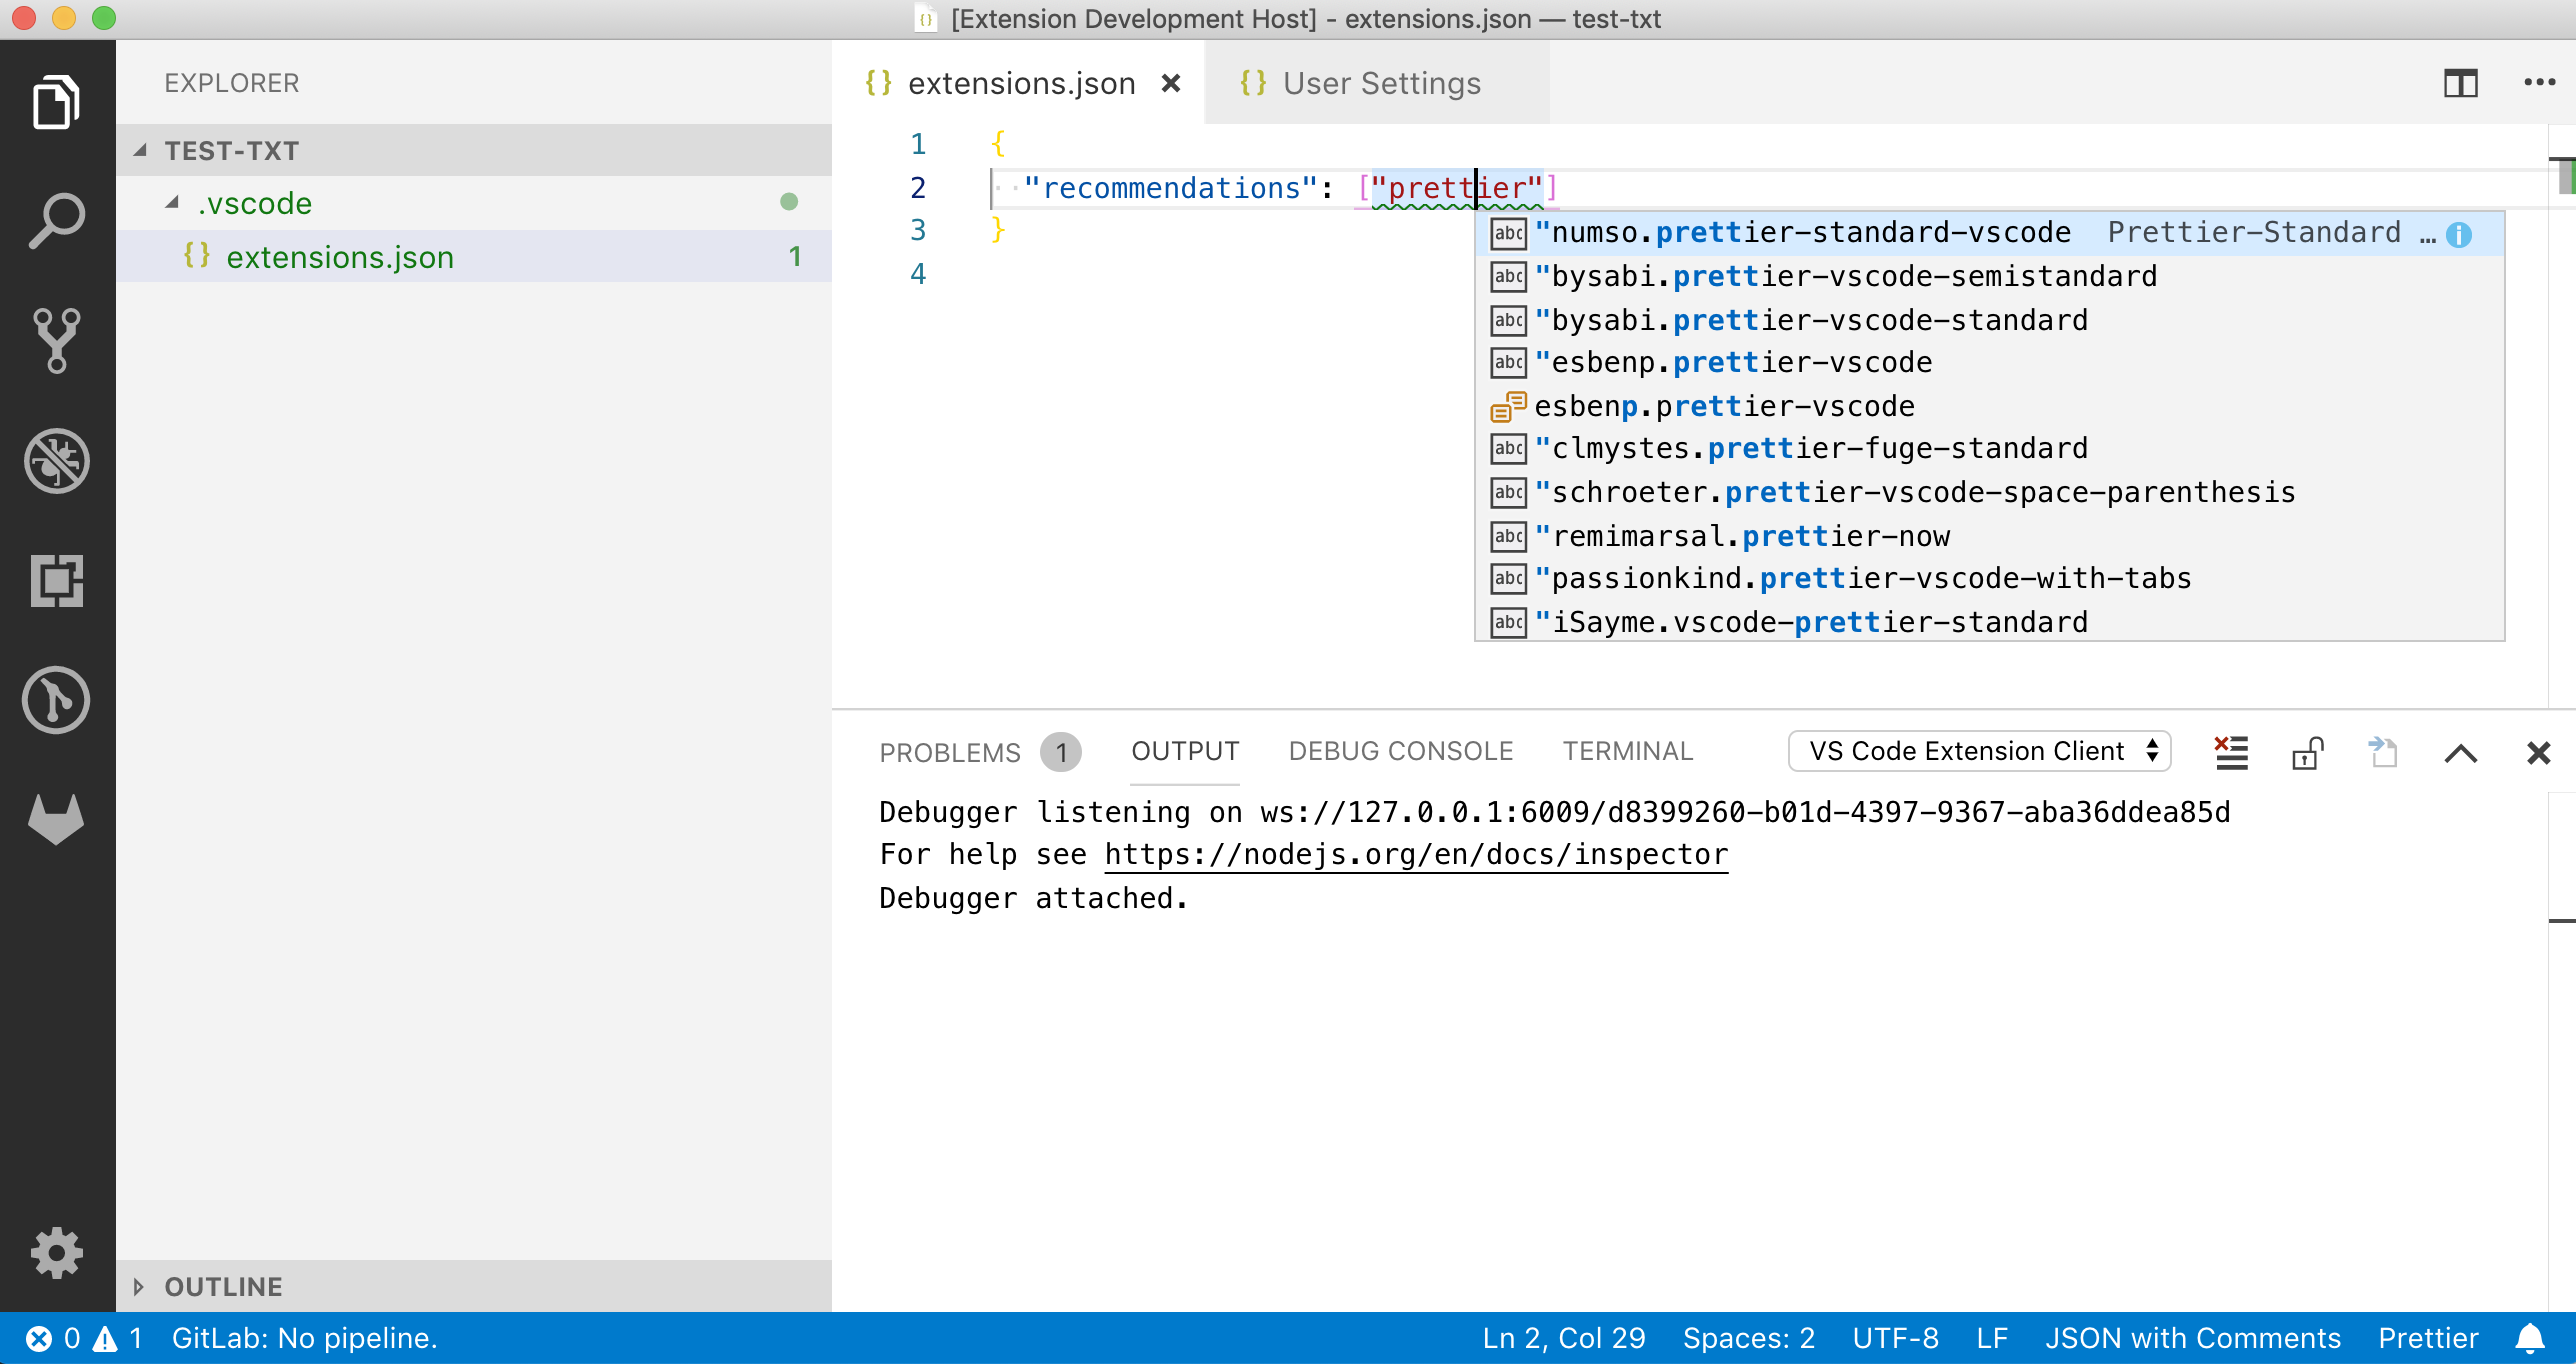 [Extension Development Host] - extensions.json — test-txt
EXPLORER
TEST-TXT
.vscode
{} extensions.json 1
OUTLINE
{} extensions.json × {} User Settings
1 {
2 "recommendations": ["prettier"]
3 }
4
abc "numso.prettier-standard-vscode Prettier-Standard …
abc "bysabi.prettier-vscode-semistandard
abc "bysabi.prettier-vscode-standard
abc "esbenp.prettier-vscode
esbenp.prettier-vscode
abc "clmystes.prettier-fuge-standard
abc "schroeter.prettier-vscode-space-parenthesis
abc "remimarsal.prettier-now
abc "passionkind.prettier-vscode-with-tabs
abc "iSayme.vscode-prettier-standard
PROBLEMS 1 OUTPUT DEBUG CONSOLE TERMINAL VS Code Extension Client
Debugger listening on ws://127.0.0.1:6009/d8399260-b01d-4397-9367-aba36ddea85d
For help see https://nodejs.org/en/docs/inspector
Debugger attached.
0 1 GitLab: No pipeline. Ln 2, Col 29 Spaces: 2 UTF-8 LF JSON with Comments Prettier